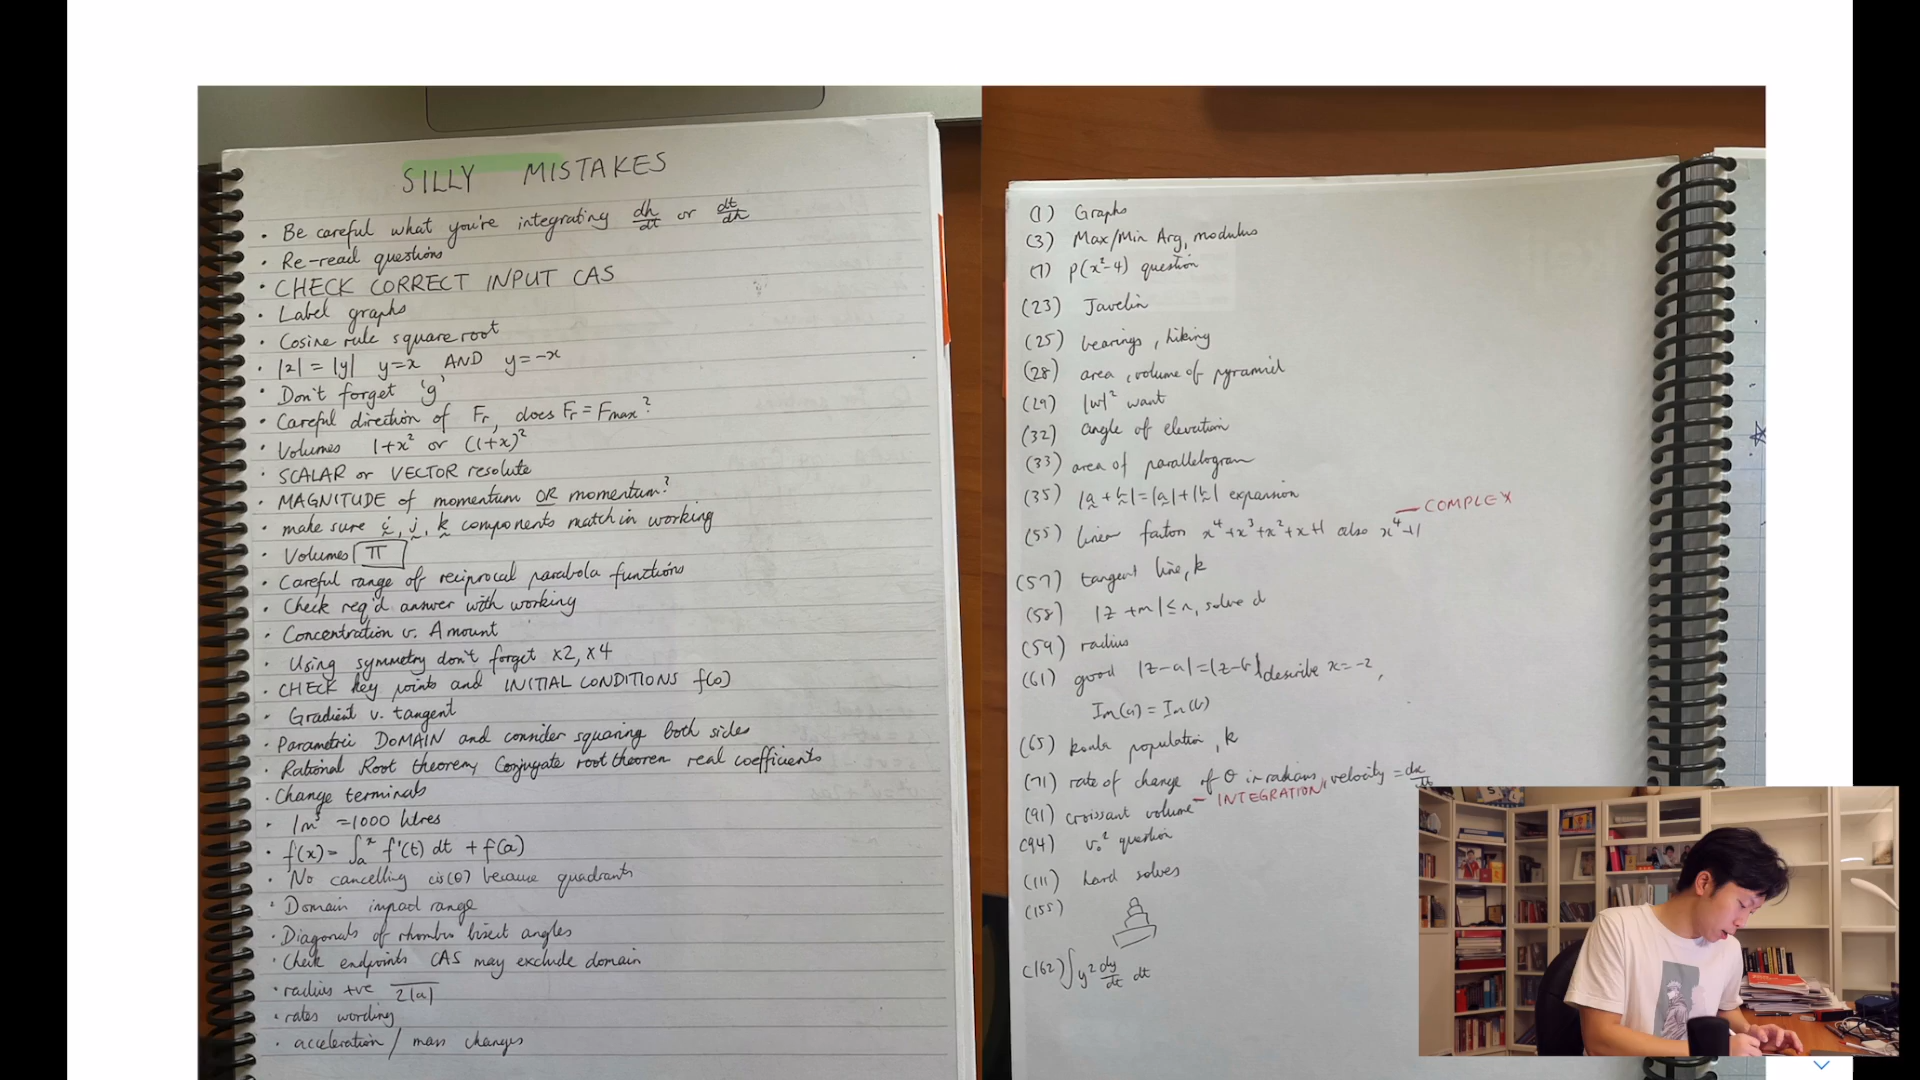 SILLY MISTAKES
· Be careful what you're integrating dh/dt or dt/dh
· Re-read questions
· CHECK CORRECT INPUT CAS
· Label graphs
· Cosine rule square root
· |z| = |y| y=x AND y=-x
· Don't forget 'g'
· Careful direction of Fr, does Fr = Fmax?
· Volumes 1+x² or (1+x)²
· SCALAR or VECTOR resolute
· MAGNITUDE of momentum OR momentum?
· make sure i, j, k components match in working
· Volumes π
· Careful range of reciprocal parabola functions
· Check req'd answer with working
· Concentration v. Amount
· Using symmetry don't forget x2, x4
· CHECK key points and INITIAL CONDITIONS f(0)
· Gradient v. tangent
· Parametric DOMAIN and consider squaring both sides
· Rational Root theorem, Conjugate root theorem real coefficients
· Change terminals
· 1m³ = 1000 litres
· f(x) = ∫ₐˣ f'(t) dt + f(a)
· No cancelling cis(θ) because quadrants
· Domain impact range
· Diagonals of rhombus bisect angles
· Check endpoints CAS may exclude domain
· radius +ve 2|a|
· rates wording
· acceleration / mass changes
(1) Graphs
(3) Max/Min Arg, modulus
(7) p(x²-4) question
(23) Javelin
(25) bearings, hiking
(28) area, volume of pyramid
(29) |w|² want
(32) angle of elevation
(33) area of parallelogram
(35) |a + b| = |a| + |b| expansion
(55) linear factors x⁴+x³+x²+x+1 also x⁴+1 — COMPLEX
(57) tangent line, k
(58) |z + m| ≤ n, solve d
(59) radius
(61) good |z-a| = |z-b| describe x=-2,
Im(a) = Im(b)
(65) koala population, k
(71) rate of change of θ in radians, velocity = dx/dt
(91) croissant volume - INTEGRATION
(94) v₀² question
(111) hard solves
(155)
(162) ∫y² dy/dt dt